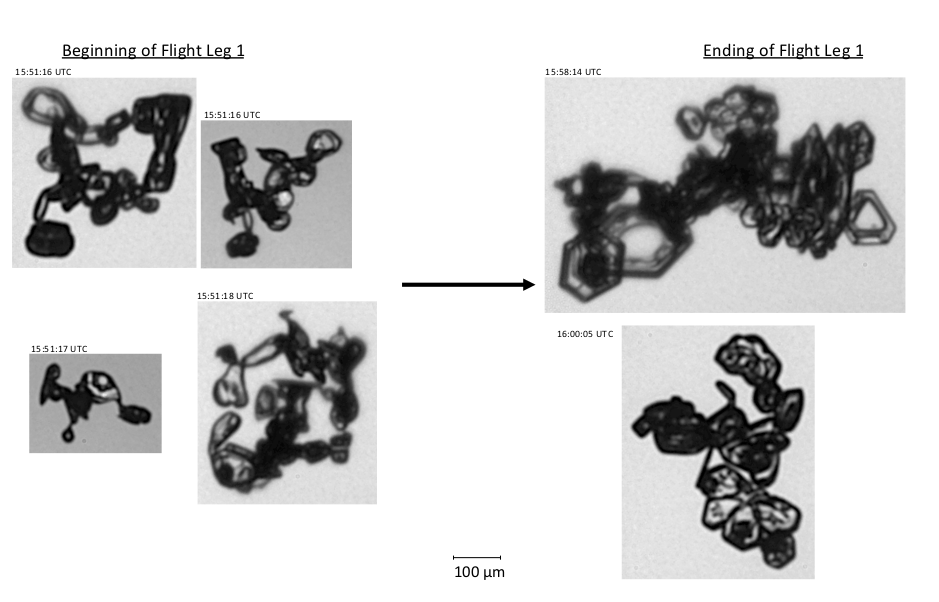 Beginning of Flight Leg 1
Ending of Flight Leg 1
15:51:16 UTC
15:51:16 UTC
15:58:14 UTC
15:51:17 UTC
15:51:18 UTC
16:00:05 UTC
100 µm